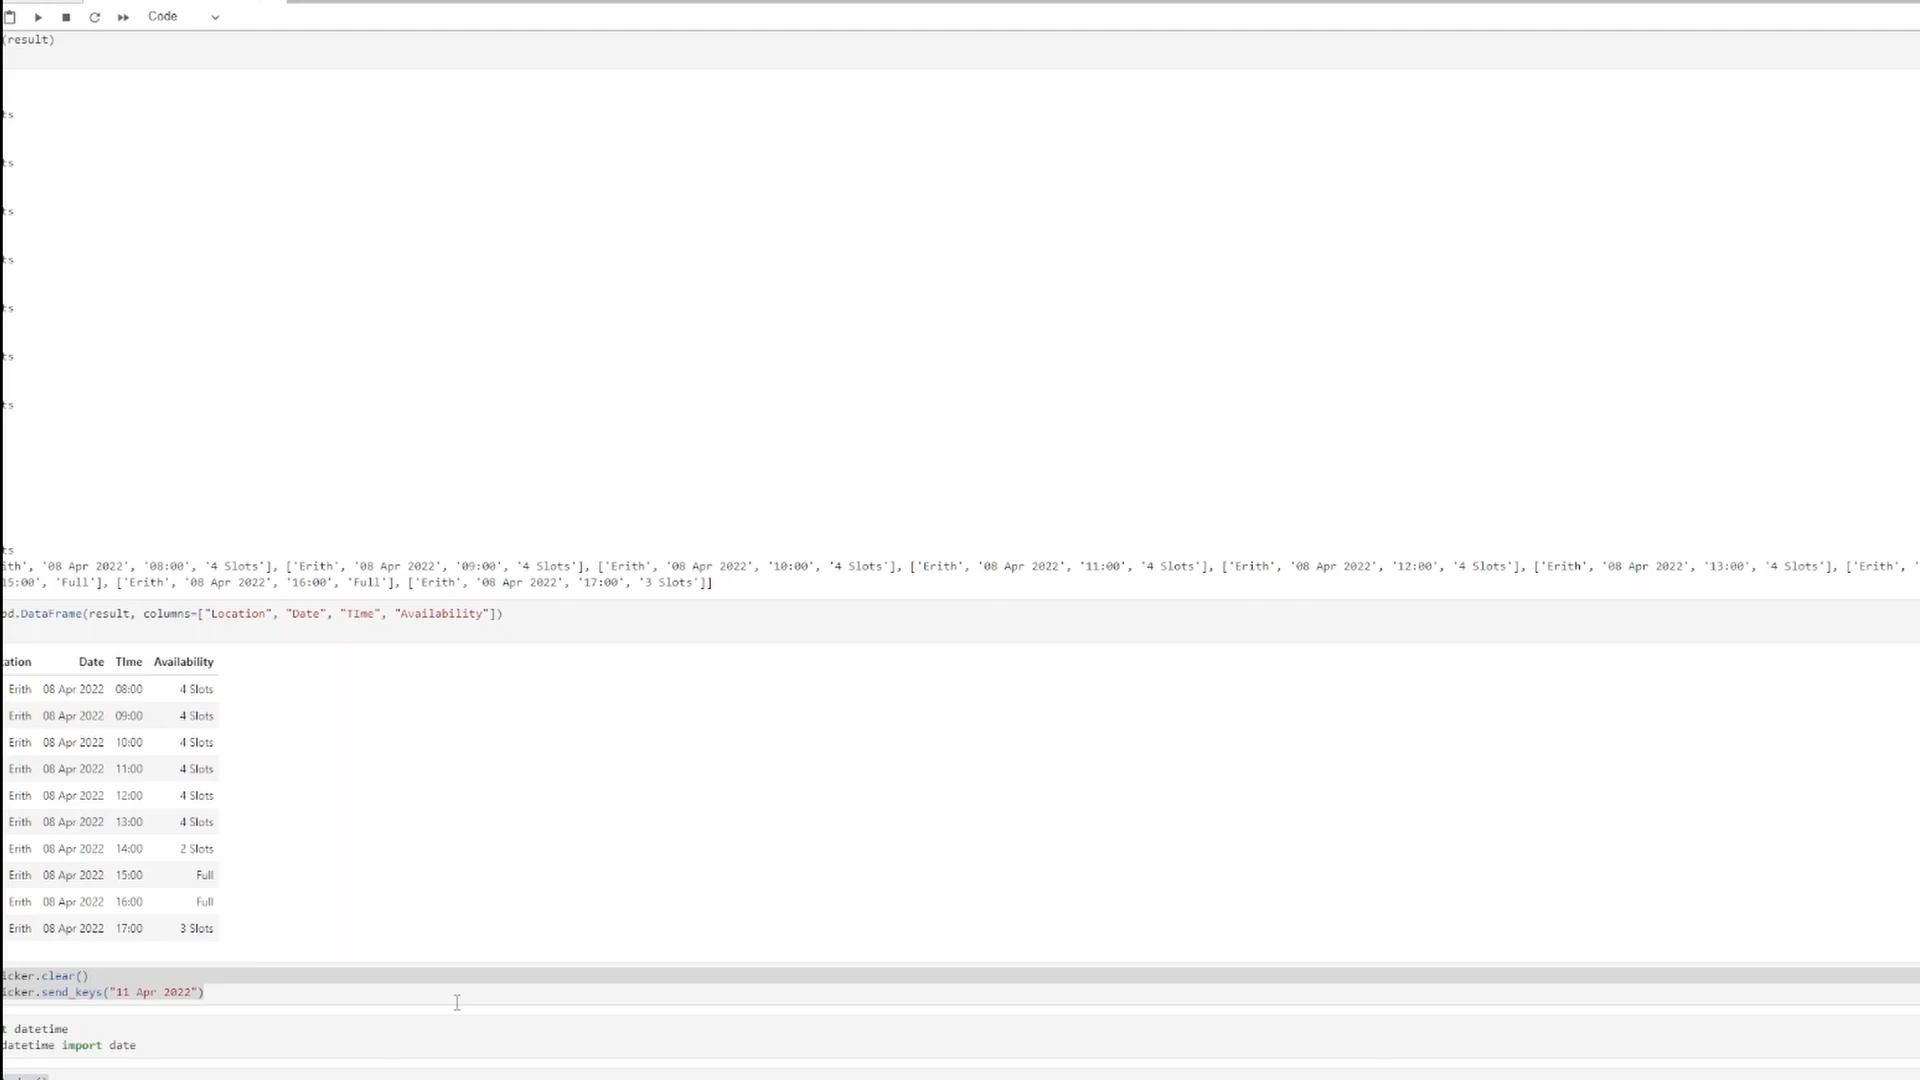 Code
(result)
ts
ts
ts
ts
ts
ts
ts
ts
ith', '08 Apr 2022', '08:00', '4 Slots'], ['Erith', '08 Apr 2022', '09:00', '4 Slots'], ['Erith', '08 Apr 2022', '10:00', '4 Slots'], ['Erith', '08 Apr 2022', '11:00', '4 Slots'], ['Erith', '08 Apr 2022', '12:00', '4 Slots'], ['Erith', '08 Apr 2022', '13:00', '4 Slots'], ['Erith', '
15:00', 'Full'], ['Erith', '08 Apr 2022', '16:00', 'Full'], ['Erith', '08 Apr 2022', '17:00', '3 Slots']]
pd.DataFrame(result, columns=["Location", "Date", "TIme", "Availability"])
cation Date TIme Availability
Erith 08 Apr 2022 08:00 4 Slots
Erith 08 Apr 2022 09:00 4 Slots
Erith 08 Apr 2022 10:00 4 Slots
Erith 08 Apr 2022 11:00 4 Slots
Erith 08 Apr 2022 12:00 4 Slots
Erith 08 Apr 2022 13:00 4 Slots
Erith 08 Apr 2022 14:00 2 Slots
Erith 08 Apr 2022 15:00 Full
Erith 08 Apr 2022 16:00 Full
Erith 08 Apr 2022 17:00 3 Slots
icker.clear()
icker.send_keys("11 Apr 2022")
t datetime
datetime import date